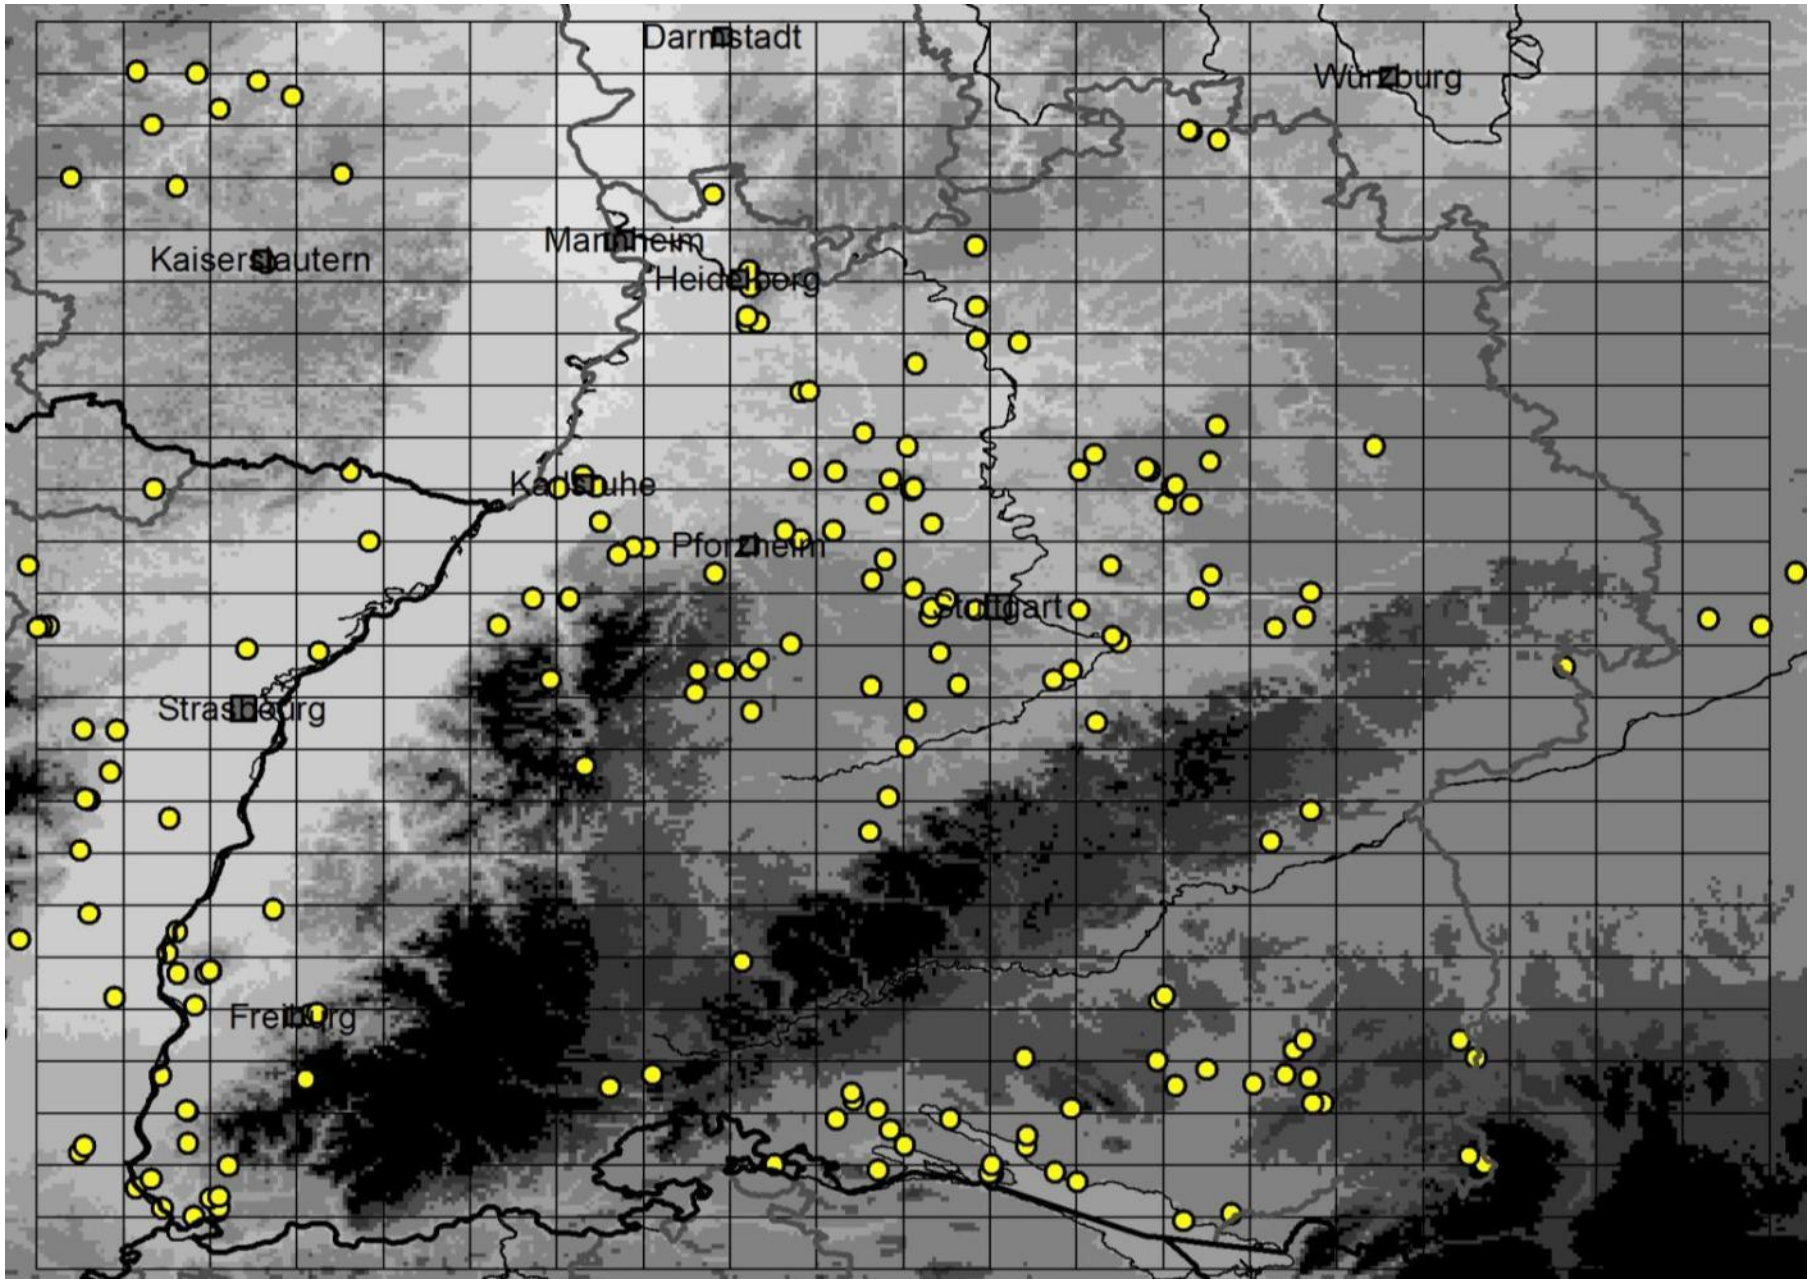 Darmstadt
Würzburg
Mannheim
Kaiserslautern
Heidelberg
Karlsruhe
Pforzheim
Stuttgart
Strasbourg
Freiburg